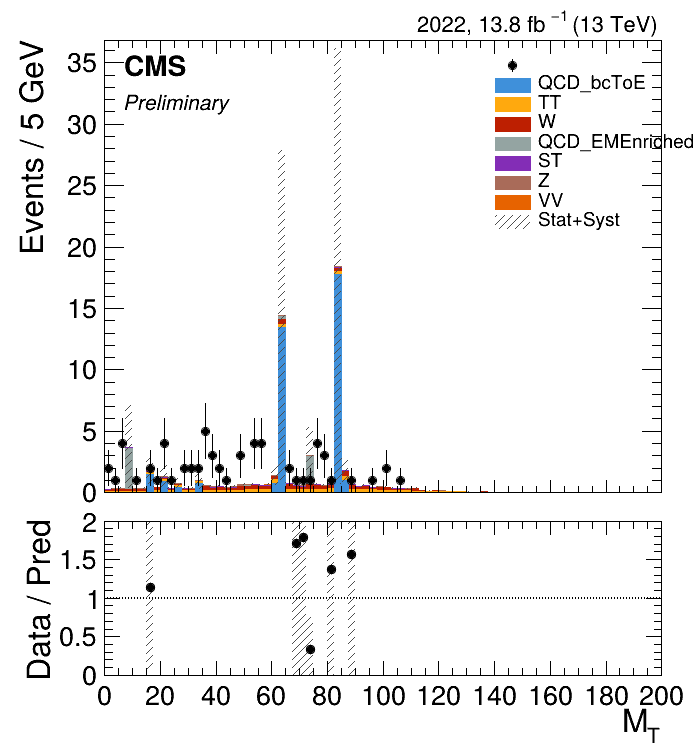 2022, 13.8 fb⁻¹ (13 TeV)
CMS
Preliminary
QCD_bcToE
TT
W
QCD_EMEnriched
ST
Z
VV
Stat+Syst
Events / 5 GeV
35
30
25
20
15
10
5
0
Data / Pred
2
1.5
1
0.5
0
0 20 40 60 80 100 120 140 160 180 200
M_T